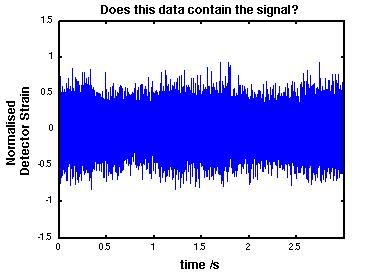 Does this data contain the signal?
1.5
1
0.5
0
-0.5
-1
-1.5
Normalised
Detector Strain
0 0.5 1 1.5 2 2.5
time /s